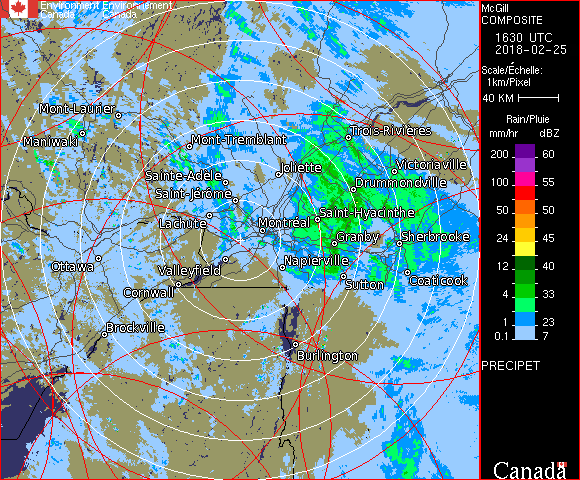 Environment Environnement
Canada Canada
McGill
COMPOSITE
1630 UTC
2018-02-25
Scale/Échelle:
1km/Pixel
40 KM
Rain/Pluie
mm/hr dBZ
200 60
100 55
50 50
24 45
12 40
4 33
1 23
0.1 7
PRECIPET
Canada
Mont-Laurier
Maniwaki
Mont-Tremblant
Trois-Rivières
Joliette
Victoriaville
Sainte-Adèle
Drummondville
Saint-Jérôme
Saint-Hyacinthe
Lachute
Montréal
Granby
Sherbrooke
Ottawa
Valleyfield
Napierville
Coaticook
Cornwall
Sutton
Brockville
Burlington